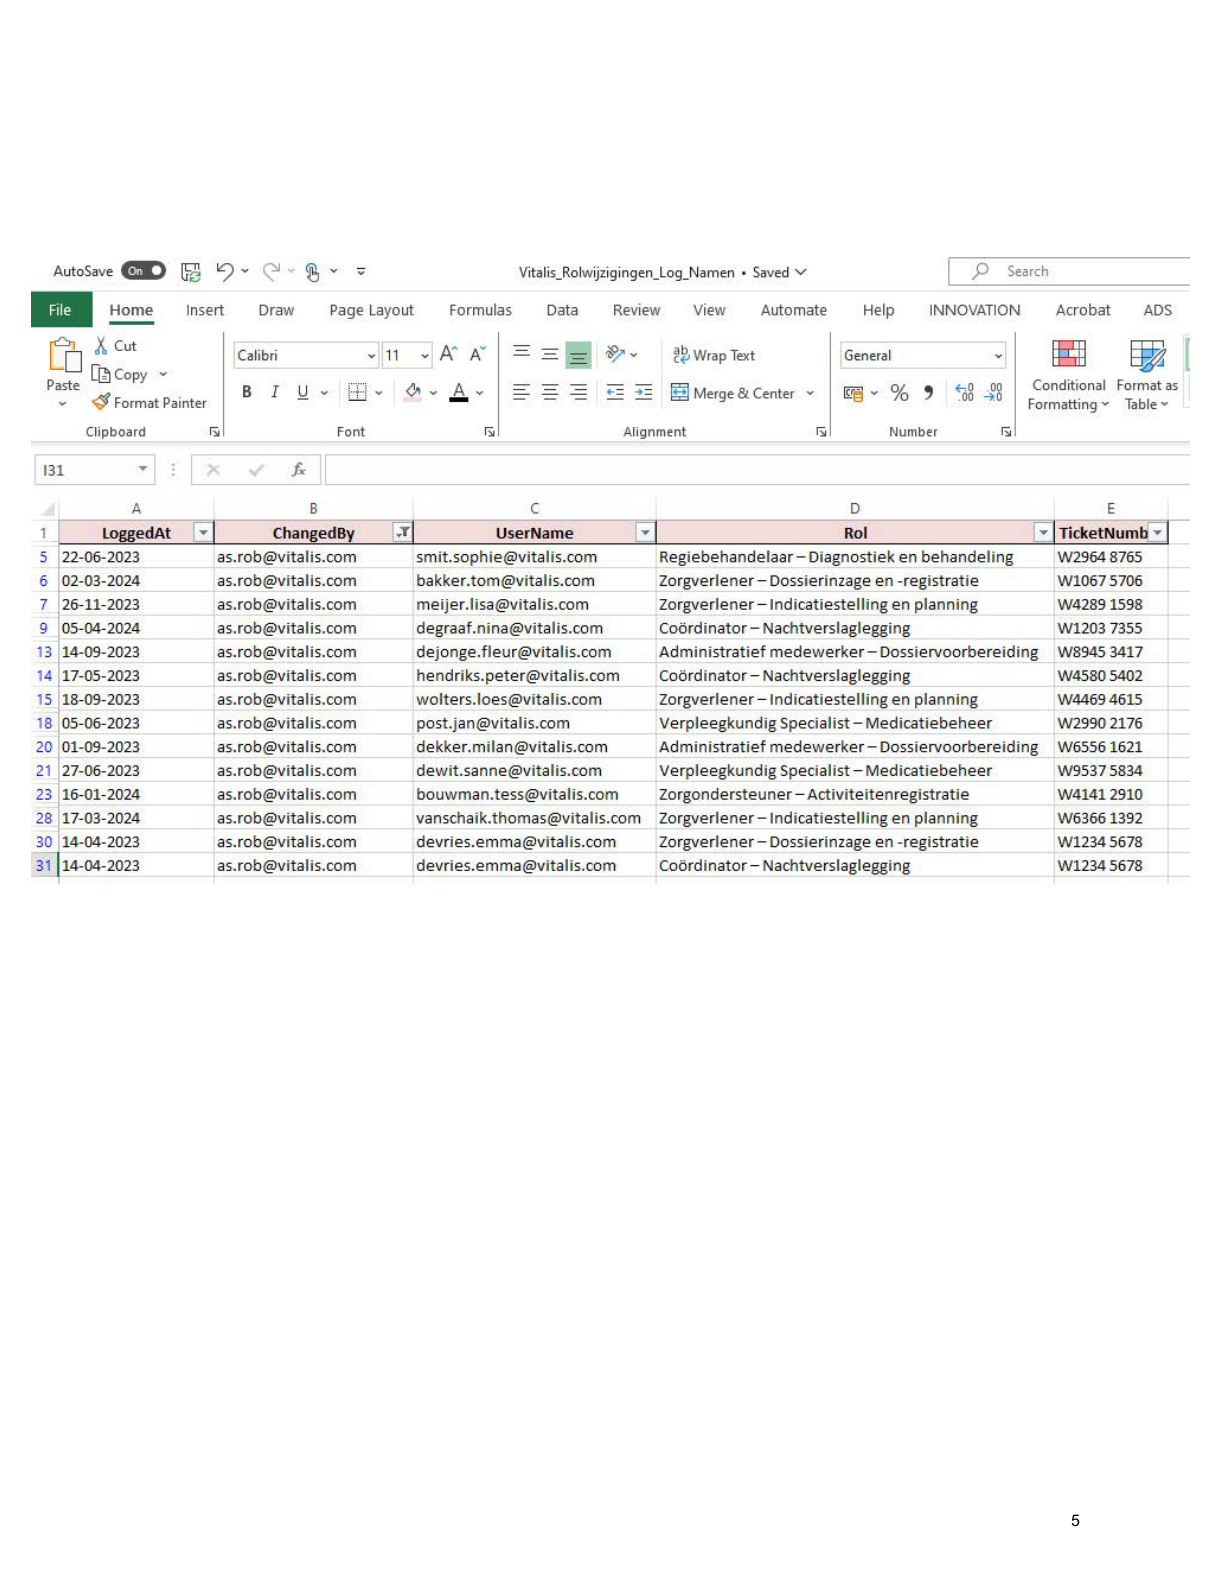 AutoSave On Vitalis_Rolwijzigingen_Log_Namen • Saved Search
File Home Insert Draw Page Layout Formulas Data Review View Automate Help INNOVATION Acrobat ADS
Paste Cut Copy Format Painter
Calibri 11 B I U
Wrap Text
Merge & Center
General
Conditional Formatting Format as Table
Clipboard Font Alignment Number
I31 fx
A B C D E
1 LoggedAt ChangedBy UserName Rol TicketNumb
5 22-06-2023 as.rob@vitalis.com smit.sophie@vitalis.com Regiebehandelaar – Diagnostiek en behandeling W2964 8765
6 02-03-2024 as.rob@vitalis.com bakker.tom@vitalis.com Zorgverlener – Dossierinzage en -registratie W1067 5706
7 26-11-2023 as.rob@vitalis.com meijer.lisa@vitalis.com Zorgverlener – Indicatiestelling en planning W4289 1598
9 05-04-2024 as.rob@vitalis.com degraaf.nina@vitalis.com Coördinator – Nachtverslaglegging W1203 7355
13 14-09-2023 as.rob@vitalis.com dejonge.fleur@vitalis.com Administratief medewerker – Dossiervoorbereiding W8945 3417
14 17-05-2023 as.rob@vitalis.com hendriks.peter@vitalis.com Coördinator – Nachtverslaglegging W4580 5402
15 18-09-2023 as.rob@vitalis.com wolters.loes@vitalis.com Zorgverlener – Indicatiestelling en planning W4469 4615
18 05-06-2023 as.rob@vitalis.com post.jan@vitalis.com Verpleegkundig Specialist – Medicatiebeheer W2990 2176
20 01-09-2023 as.rob@vitalis.com dekker.milan@vitalis.com Administratief medewerker – Dossiervoorbereiding W6556 1621
21 27-06-2023 as.rob@vitalis.com dewit.sanne@vitalis.com Verpleegkundig Specialist – Medicatiebeheer W9537 5834
23 16-01-2024 as.rob@vitalis.com bouwman.tess@vitalis.com Zorgondersteuner – Activiteitenregistratie W4141 2910
28 17-03-2024 as.rob@vitalis.com vanschaik.thomas@vitalis.com Zorgverlener – Indicatiestelling en planning W6366 1392
30 14-04-2023 as.rob@vitalis.com devries.emma@vitalis.com Zorgverlener – Dossierinzage en -registratie W1234 5678
31 14-04-2023 as.rob@vitalis.com devries.emma@vitalis.com Coördinator – Nachtverslaglegging W1234 5678
5